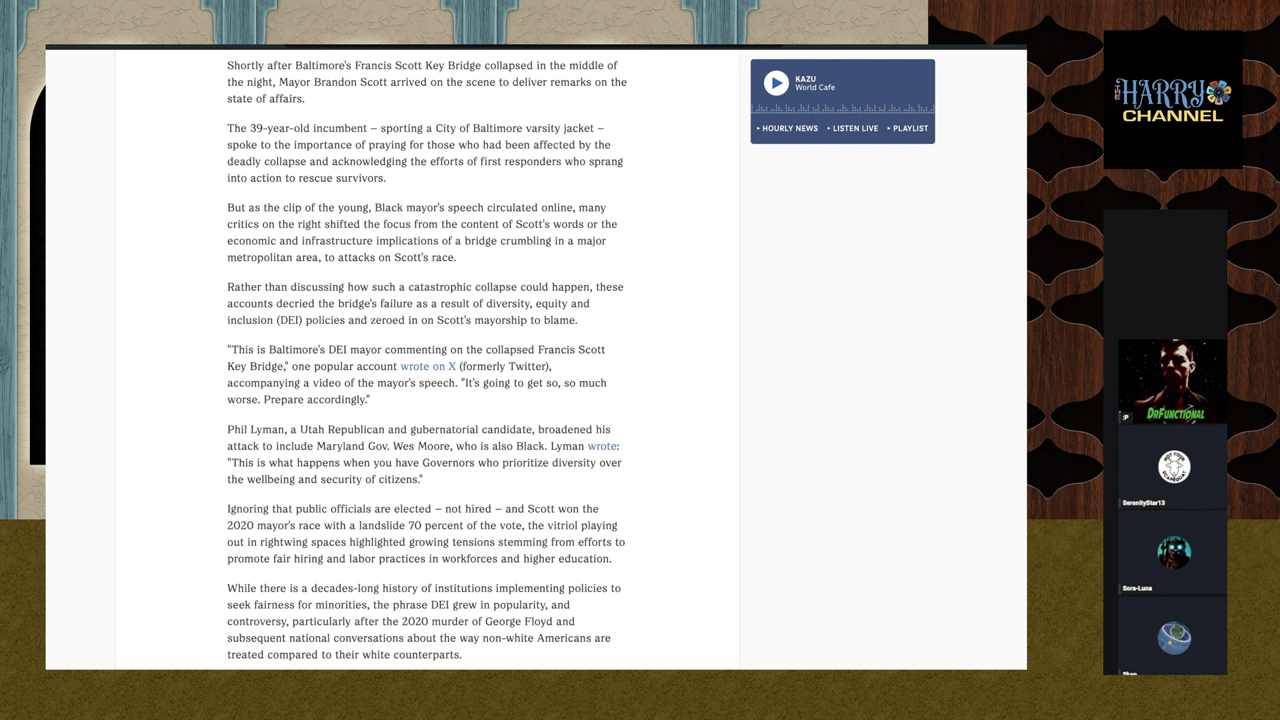 Shortly after Baltimore's Francis Scott Key Bridge collapsed in the middle of
the night, Mayor Brandon Scott arrived on the scene to deliver remarks on the
state of affairs.
The 39-year-old incumbent – sporting a City of Baltimore varsity jacket –
spoke to the importance of praying for those who had been affected by the
deadly collapse and acknowledging the efforts of first responders who sprang
into action to rescue survivors.
But as the clip of the young, Black mayor's speech circulated online, many
critics on the right shifted the focus from the content of Scott's words or the
economic and infrastructure implications of a bridge crumbling in a major
metropolitan area, to attacks on Scott's race.
Rather than discussing how such a catastrophic collapse could happen, these
accounts decried the bridge's failure as a result of diversity, equity and
inclusion (DEI) policies and zeroed in on Scott's mayorship to blame.
"This is Baltimore's DEI mayor commenting on the collapsed Francis Scott
Key Bridge," one popular account wrote on X (formerly Twitter),
accompanying a video of the mayor's speech. "It's going to get so, so much
worse. Prepare accordingly."
Phil Lyman, a Utah Republican and gubernatorial candidate, broadened his
attack to include Maryland Gov. Wes Moore, who is also Black. Lyman wrote:
"This is what happens when you have Governors who prioritize diversity over
the wellbeing and security of citizens."
Ignoring that public officials are elected – not hired – and Scott won the
2020 mayor's race with a landslide 70 percent of the vote, the vitriol playing
out in rightwing spaces highlighted growing tensions stemming from efforts to
promote fair hiring and labor practices in workforces and higher education.
While there is a decades-long history of institutions implementing policies to
seek fairness for minorities, the phrase DEI grew in popularity, and
controversy, particularly after the 2020 murder of George Floyd and
subsequent national conversations about the way non-white Americans are
treated compared to their white counterparts.
KAZU
World Cafe
HOURLY NEWS LISTEN LIVE PLAYLIST
THE HARRY
CHANNEL
:P
DRFUNCTIONAL
NOT YOUR
SCAPEGOAT
SerenityStar13
Sora-Luna